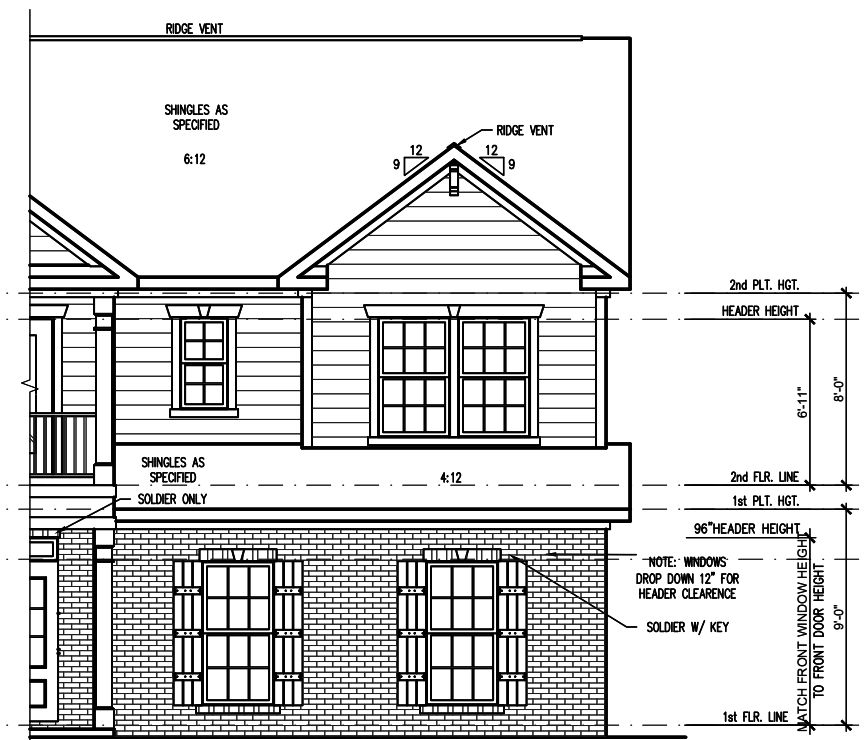 RIDGE VENT
SHINGLES AS
SPECIFIED
6:12
RIDGE VENT
12
9
12
9
2nd PLT. HGT.
HEADER HEIGHT
6'-11"
8'-0"
SHINGLES AS
SPECIFIED
4:12
2nd FLR. LINE
SOLDIER ONLY
1st PLT. HGT.
96"HEADER HEIGHT
NOTE: WINDOWS
DROP DOWN 12" FOR
HEADER CLEARENCE
SOLDIER W/ KEY
MATCH FRONT WINDOW HEIGHT
TO FRONT DOOR HEIGHT
9'-0"
1st FLR. LINE